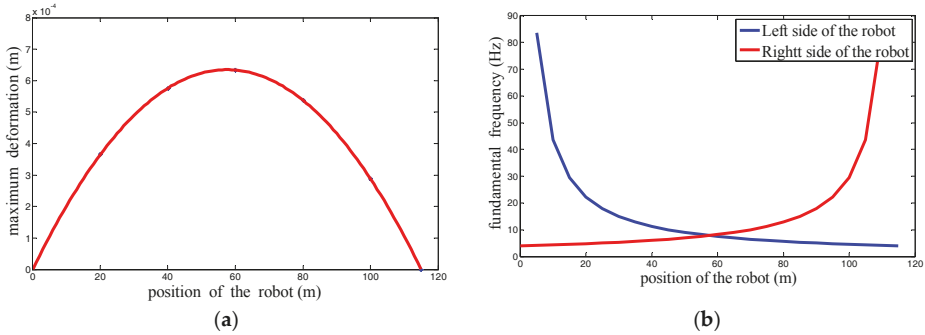 8 × 10⁻⁴
7
6
5
4
3
2
1
0
maximum deformation (m)
0 20 40 60 80 100 120
position of the robot (m)
(a)
90
80
70
60
50
40
30
20
10
0
fundamental frequency (Hz)
Left side of the robot
Rightt side of the robot
0 20 40 60 80 100 120
position of the robot (m)
(b)